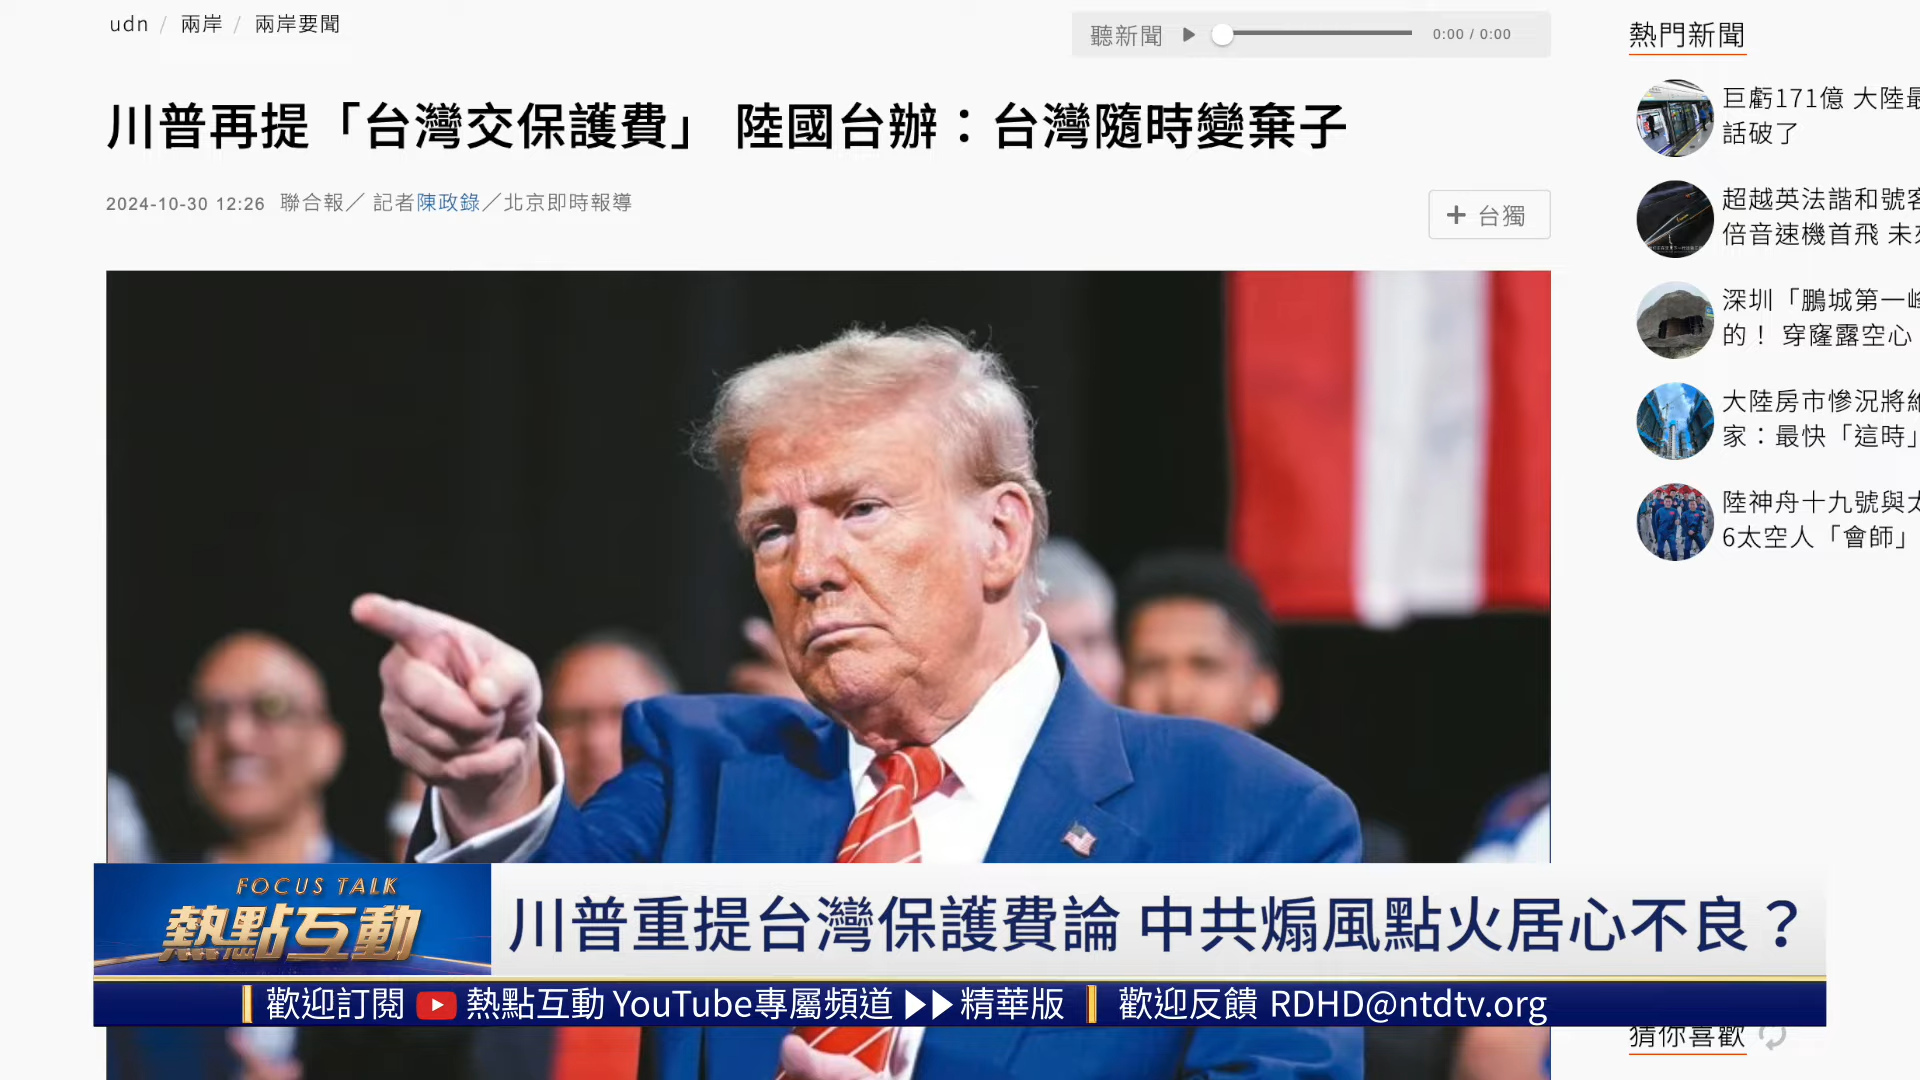 udn / 兩岸 / 兩岸要聞
聽新聞 0:00 / 0:00
川普再提「台灣交保護費」 陸國台辦：台灣隨時變棄子
2024-10-30 12:26 聯合報／ 記者陳政錄／北京即時報導
+ 台獨
熱門新聞
巨虧171億 大陸最
話破了
超越英法諧和號客
倍音速機首飛 未來
深圳「鵬城第一峰
的！ 穿窿露空心
大陸房市慘況將維
家：最快「這時」
陸神舟十九號與太
6太空人「會師」
FOCUS TALK
熱點互動
川普重提台灣保護費論 中共煽風點火居心不良？
歡迎訂閱 熱點互動 YouTube專屬頻道 ▶▶ 精華版 歡迎反饋 RDHD@ntdtv.org
猜你喜歡